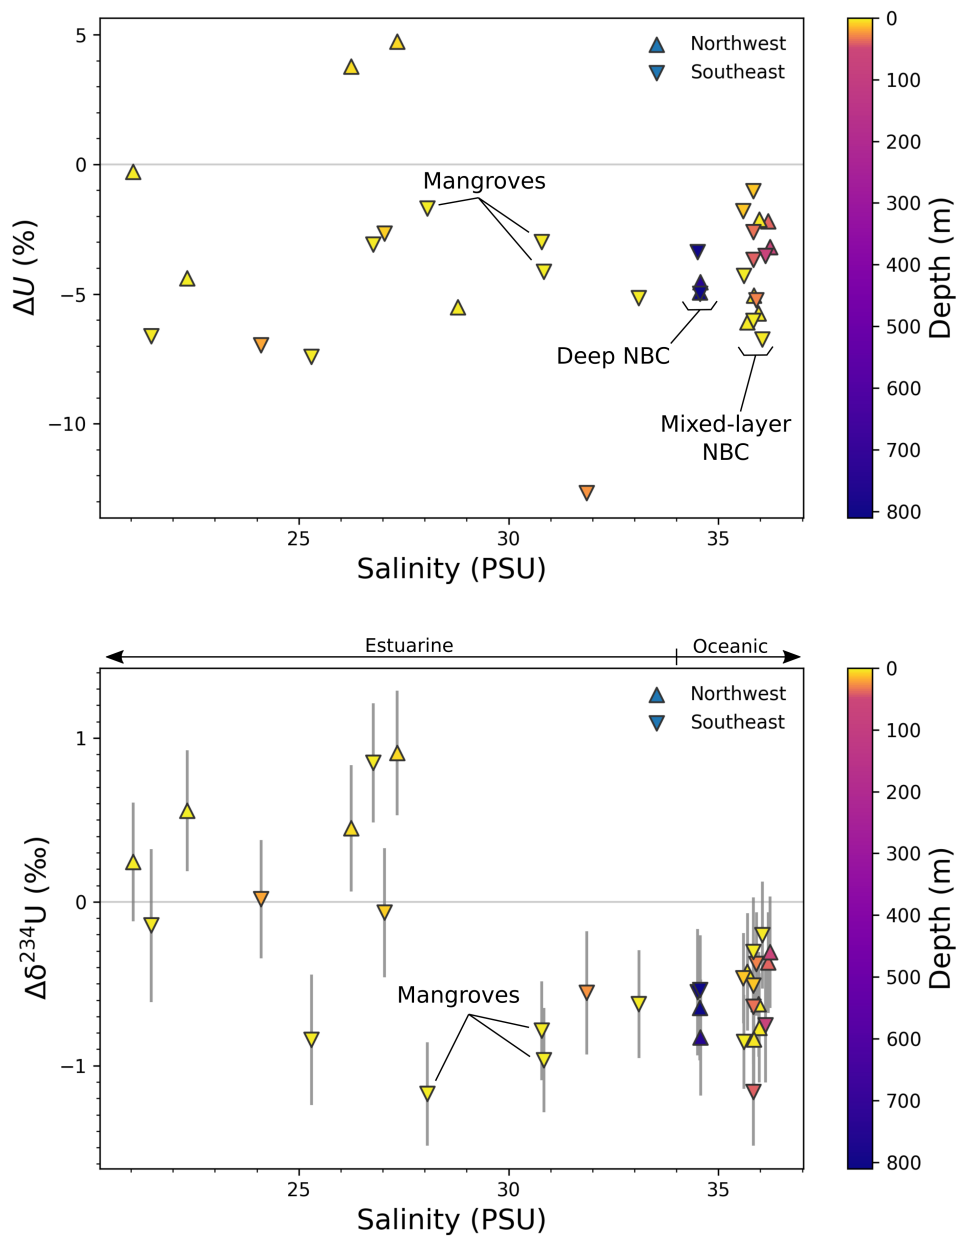 5
0
−5
−10
ΔU (%)
Northwest
Southeast
Mangroves
Deep NBC
Mixed-layer
NBC
25
30
35
Salinity (PSU)
0
100
200
300
400
500
600
700
800
Depth (m)
Estuarine
Oceanic
1
0
−1
Δδ²³⁴U (‰)
Northwest
Southeast
Mangroves
25
30
35
Salinity (PSU)
0
100
200
300
400
500
600
700
800
Depth (m)